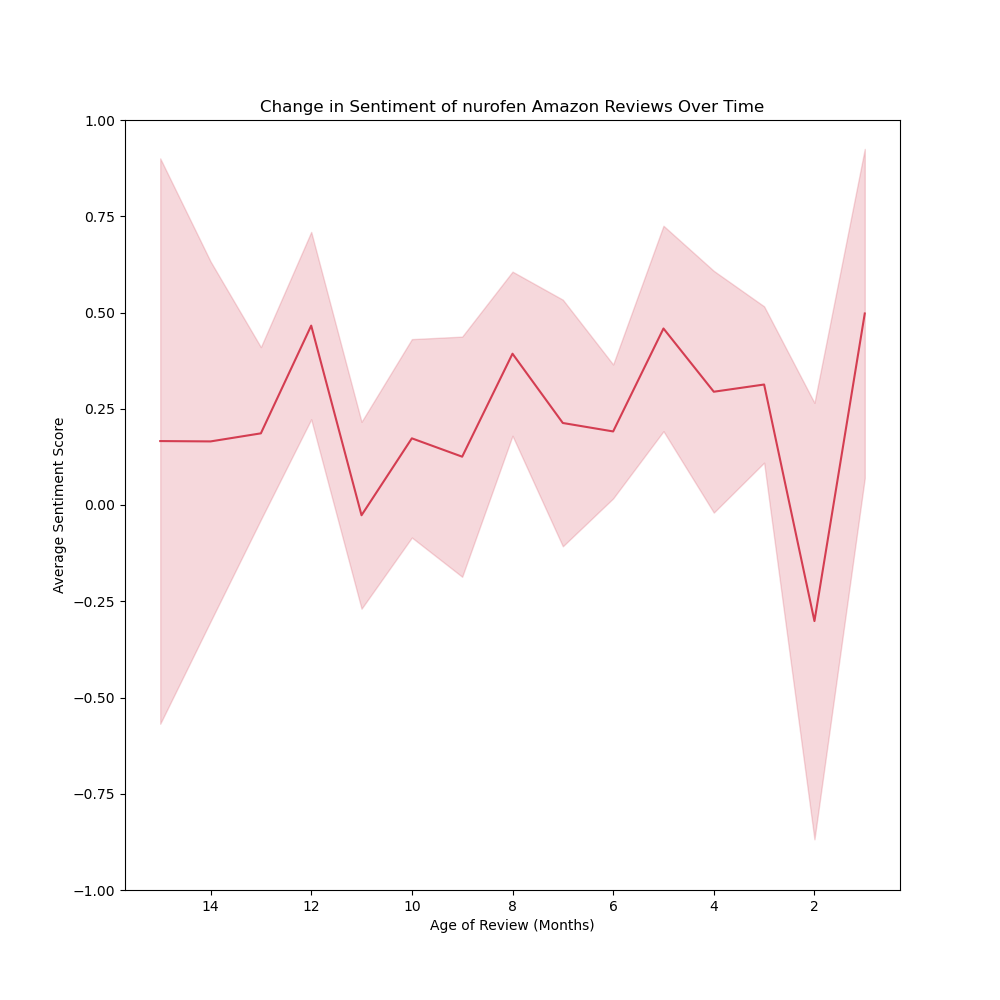 Change in Sentiment of nurofen Amazon Reviews Over Time
1.00
0.75
0.50
0.25
0.00
−0.25
−0.50
−0.75
−1.00
Average Sentiment Score
14 12 10 8 6 4 2
Age of Review (Months)